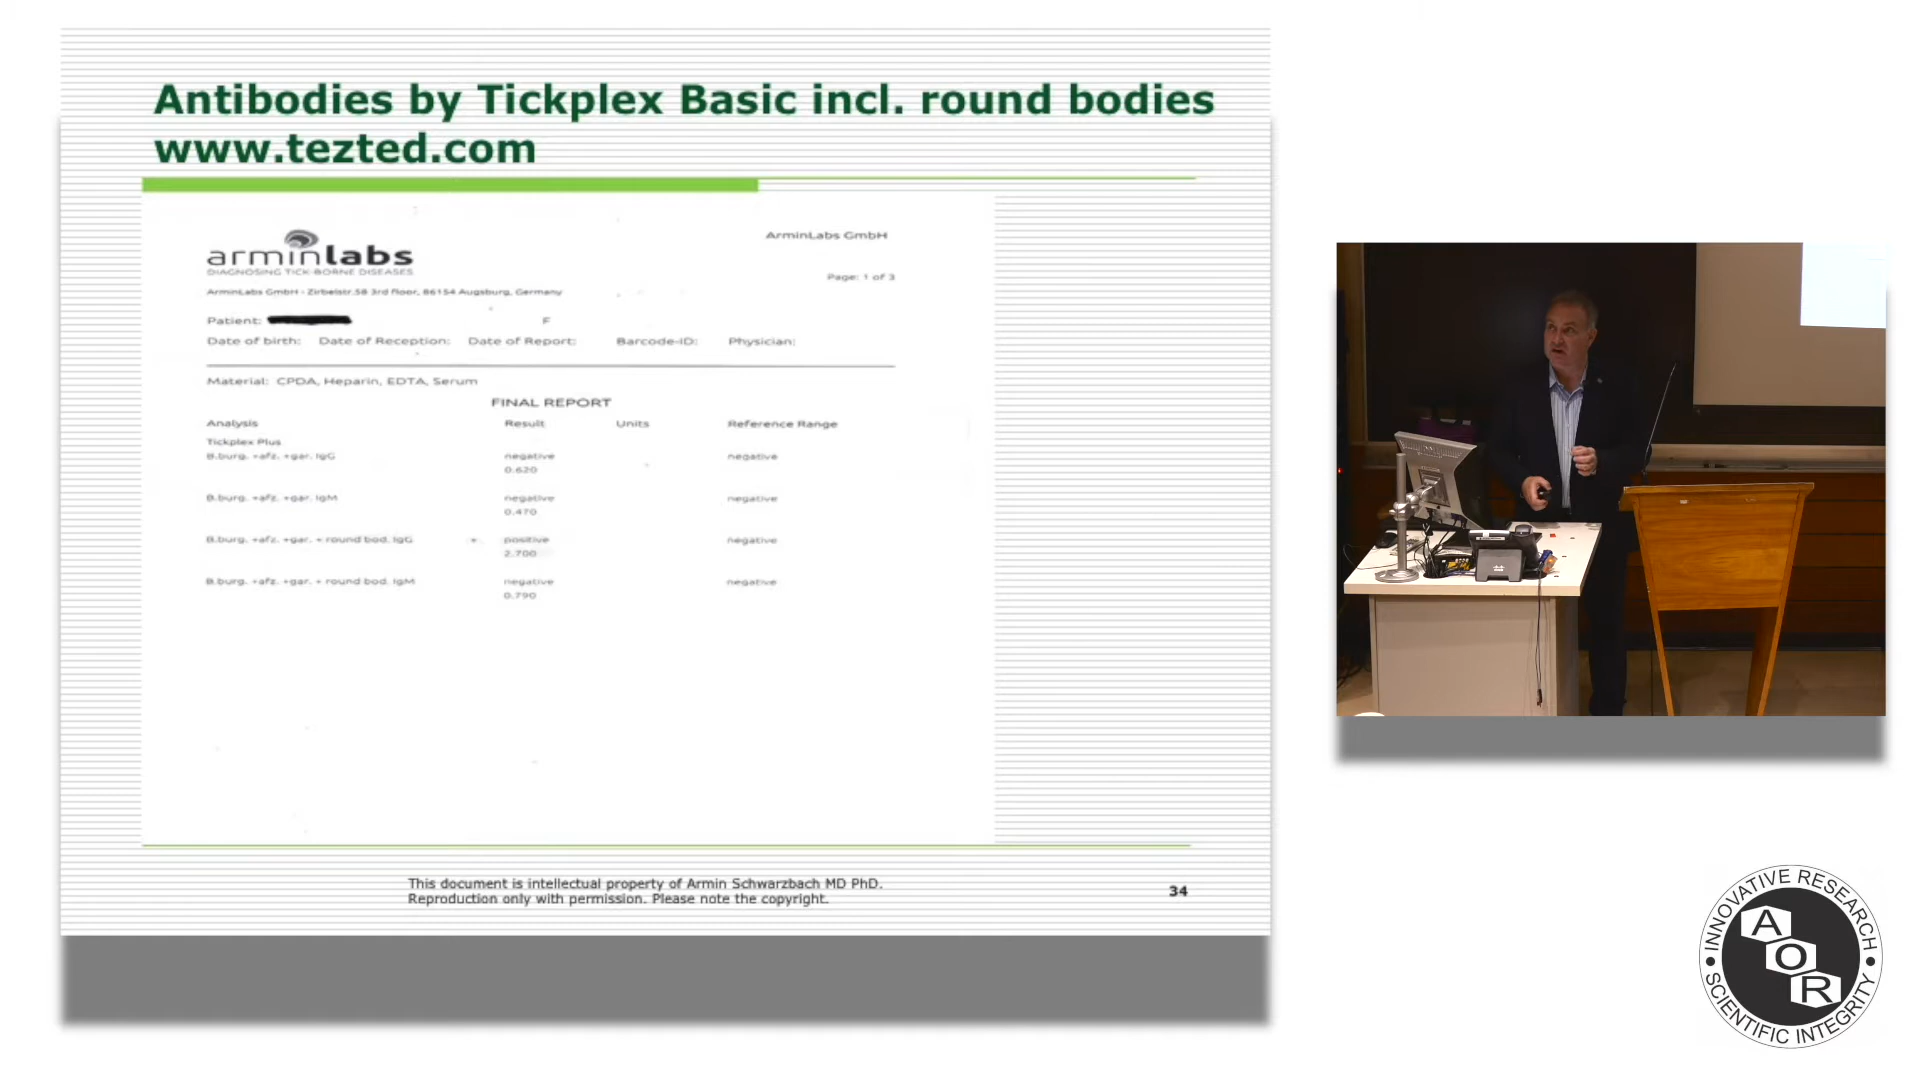 Antibodies by Tickplex Basic incl. round bodies
www.tezted.com
arminlabs
DIAGNOSING TICK-BORNE DISEASES
ArminLabs GmbH
Page: 1 of 3
ArminLabs GmbH - Zirbelstr.58 3rd floor, 86154 Augsburg, Germany
Patient: F
Date of birth: Date of Reception: Date of Report: Barcode-ID: Physician:
Material: CPDA, Heparin, EDTA, Serum
FINAL REPORT
Analysis Result Units Reference Range
Tickplex Plus
B.burg. +afz. +gar. IgG negative negative
0.620
B.burg. +afz. +gar. IgM negative negative
0.470
B.burg. +afz. +gar. + round bod. IgG + positive negative
2.700
B.burg. +afz. +gar. + round bod. IgM negative negative
0.790
This document is intellectual property of Armin Schwarzbach MD PhD.
Reproduction only with permission. Please note the copyright.
34
INNOVATIVE RESEARCH
AOR
SCIENTIFIC INTEGRITY